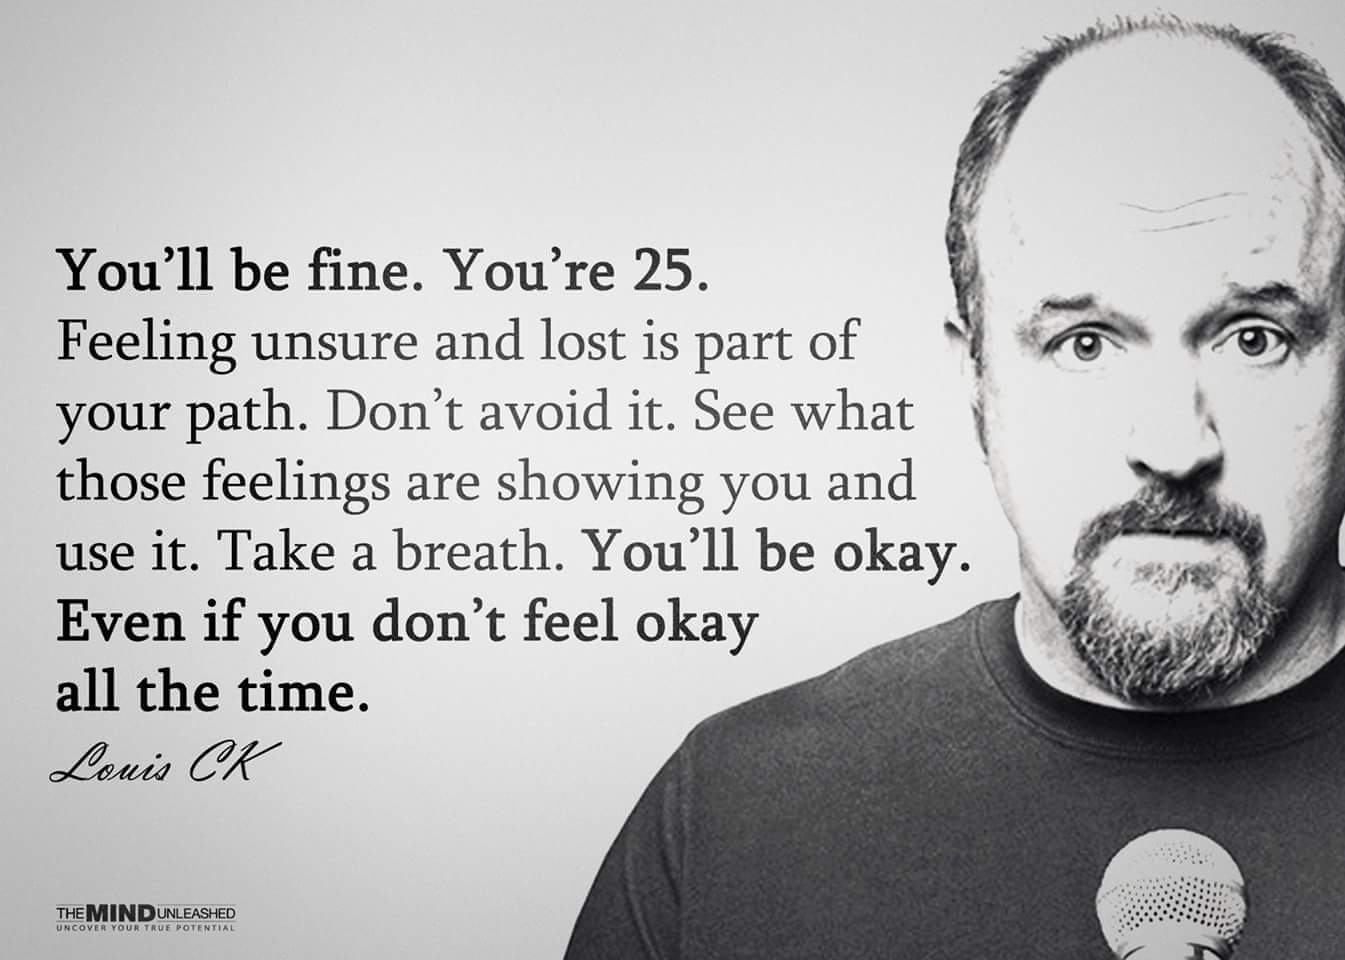 You’ll be fine. You’re 25.
Feeling unsure and lost is part of
your path. Don’t avoid it. See what
those feelings are showing you and
use it. Take a breath. You’ll be okay.
Even if you don’t feel okay
all the time.
Louis CK
THE MIND UNLEASHED
UNCOVER YOUR TRUE POTENTIAL